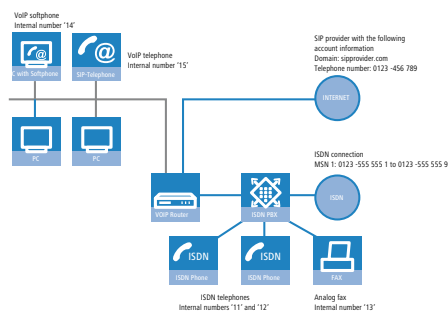 VoIP softphone
Internal number '14'
C with Softphone
SIP-Telephone
VoIP telephone
Internal number '15'
SIP provider with the following
account information
Domain: sipprovider.com
Telephone number: 0123 -456 789
INTERNET
PC
PC
ISDN connection
MSN 1: 0123 -555 555 1 to 0123 -555 555 9
VOIP Router
ISDN PBX
ISDN
ISDN
ISDN
ISDN Phone
ISDN Phone
FAX
ISDN telephones
Internal numbers '11' and '12'
Analog fax
Internal number '13'